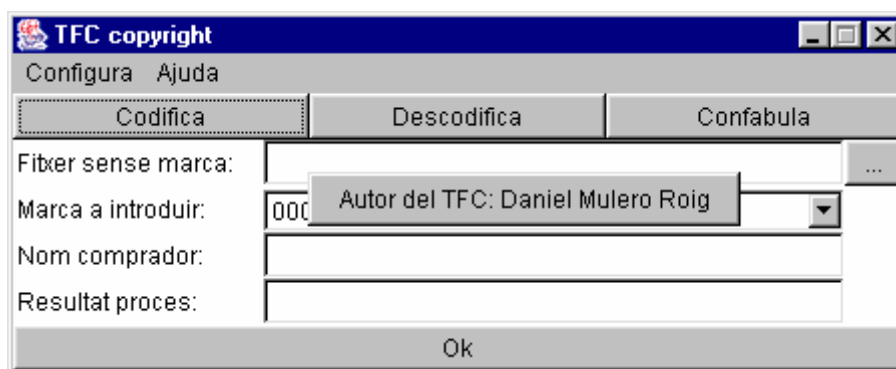 TFC copyright
Configura Ajuda
Codifica Descodifica Confabula
Fitxer sense marca: ...
Autor del TFC: Daniel Mulero Roig
Marca a introduir: 000
Nom comprador:
Resultat proces:
Ok